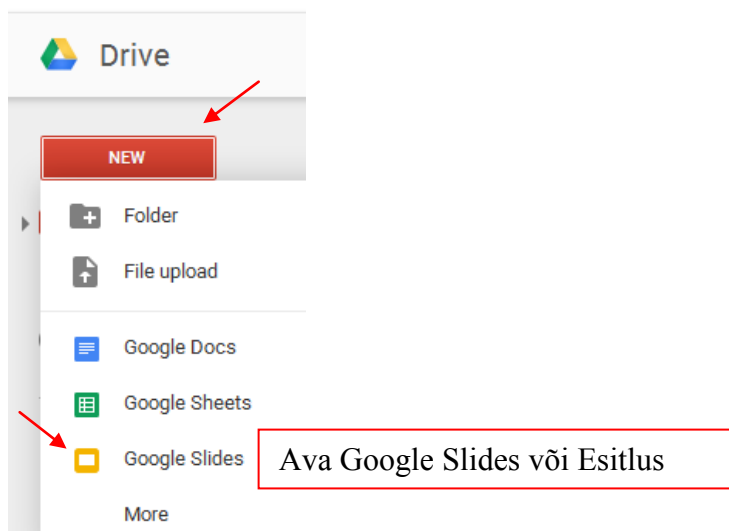 Drive
NEW
Folder
File upload
Google Docs
Google Sheets
Google Slides
Ava Google Slides või Esitlus
More